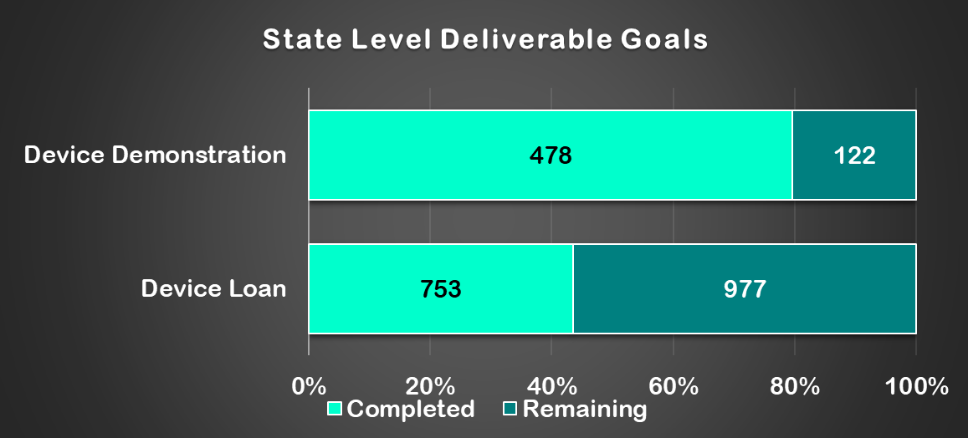 State Level Deliverable Goals
Device Demonstration
478
122
Device Loan
753
977
0% 20% 40% 60% 80% 100%
Completed Remaining